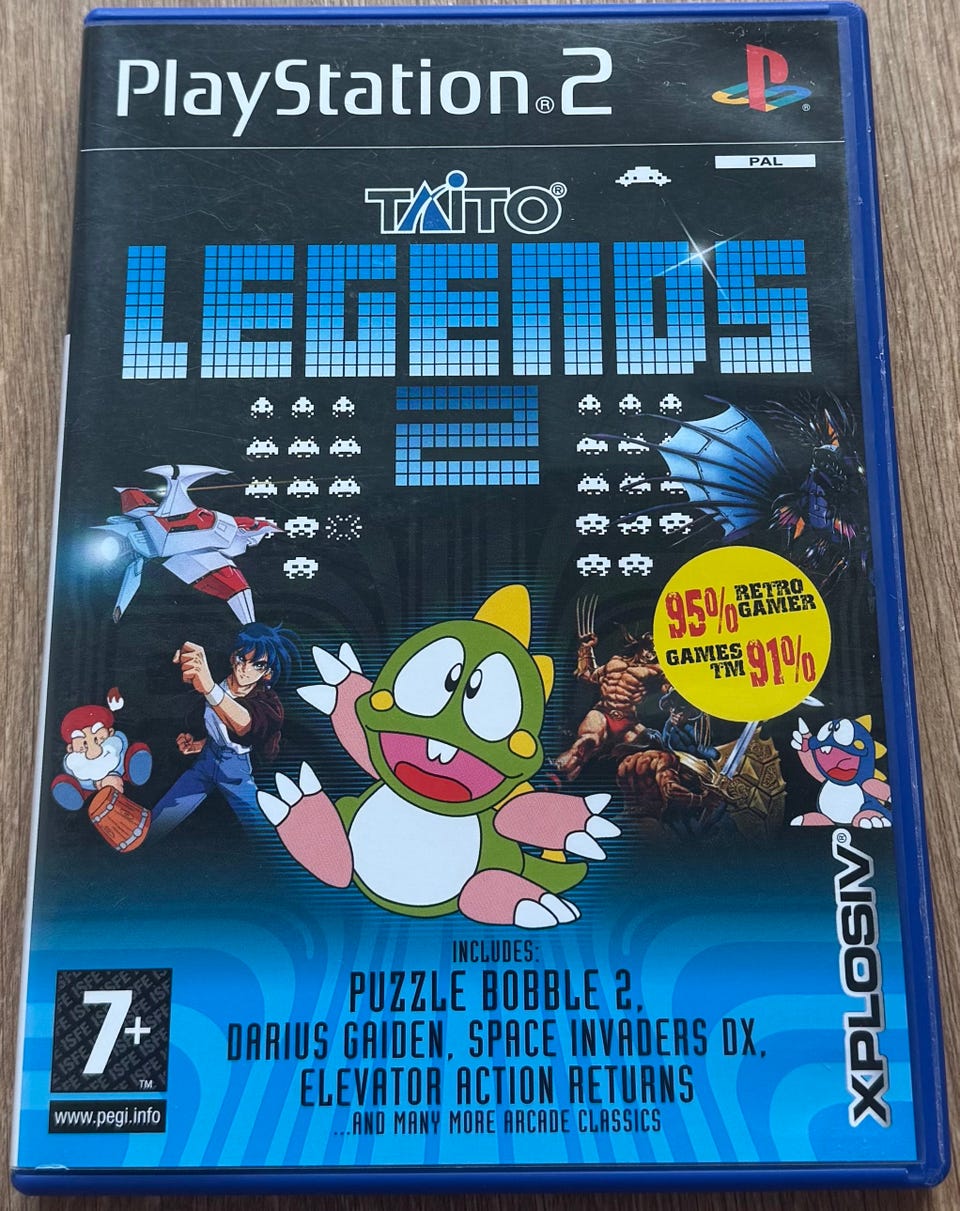 PlayStation®2
®
PAL
TAITO®
LEGENDS
2
95% RETRO GAMER
GAMES TM 91%
XPLOSIV®
INCLUDES:
PUZZLE BOBBLE 2,
DARIUS GAIDEN, SPACE INVADERS DX,
ELEVATOR ACTION RETURNS
...AND MANY MORE ARCADE CLASSICS
7+
TM
www.pegi.info